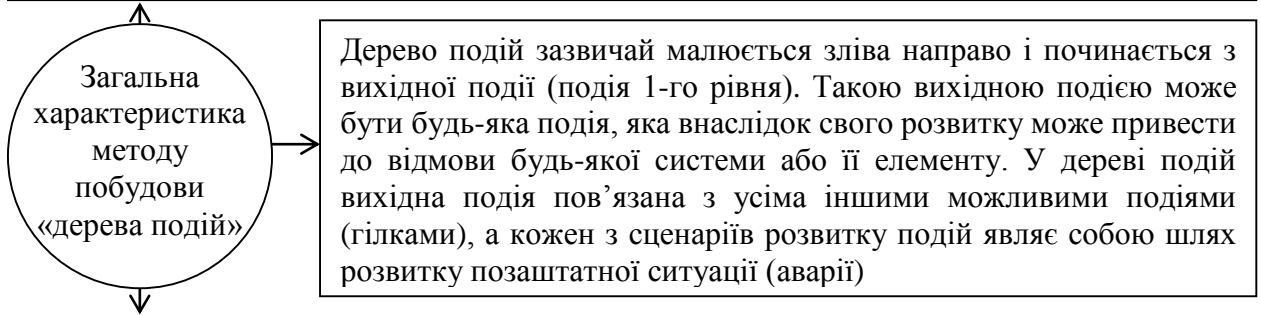 Загальна
характеристика
методу
побудови
«дерева подій»
Дерево подій зазвичай малюється зліва направо і починається з
вихідної події (подія 1-го рівня). Такою вихідною подією може
бути будь-яка подія, яка внаслідок свого розвитку може привести
до відмови будь-якої системи або її елементу. У дереві подій
вихідна подія пов’язана з усіма іншими можливими подіями
(гілками), а кожен з сценаріїв розвитку подій являє собою шлях
розвитку позаштатної ситуації (аварії)